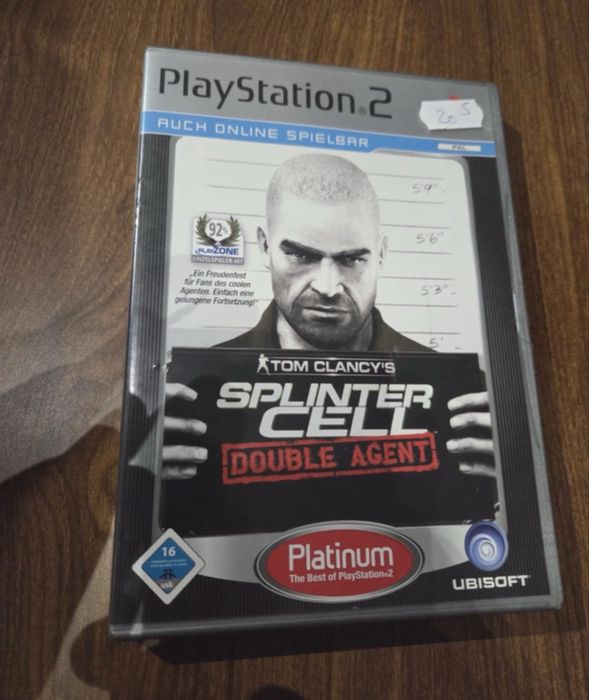 PlayStation®2
20 5
AUCH ONLINE SPIELBAR
PAL
5'9"
5'6"
5'3"
5'
92%
PLAYZONE
EINZELSPIELER-HIT
„Ein Freudenfest
für Fans des coolen
Agenten. Einfach eine
gelungene Fortsetzung!"
TOM CLANCY'S
SPLINTER
CELL
DOUBLE AGENT
16
usk
Platinum
The Best of PlayStation®2
UBISOFT